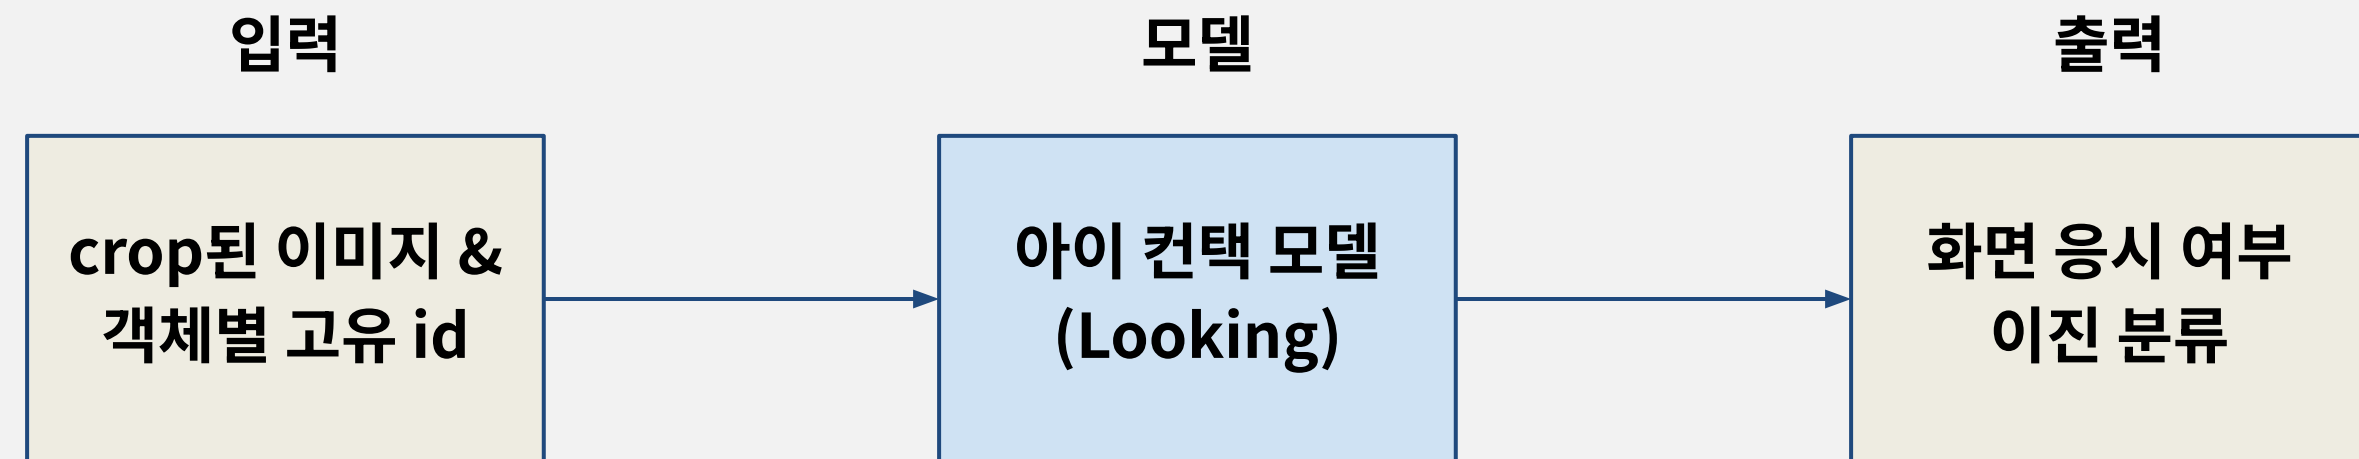 입력
모델
출력
crop된 이미지 &
객체별 고유 id
아이 컨택 모델
(Looking)
화면 응시 여부
이진 분류